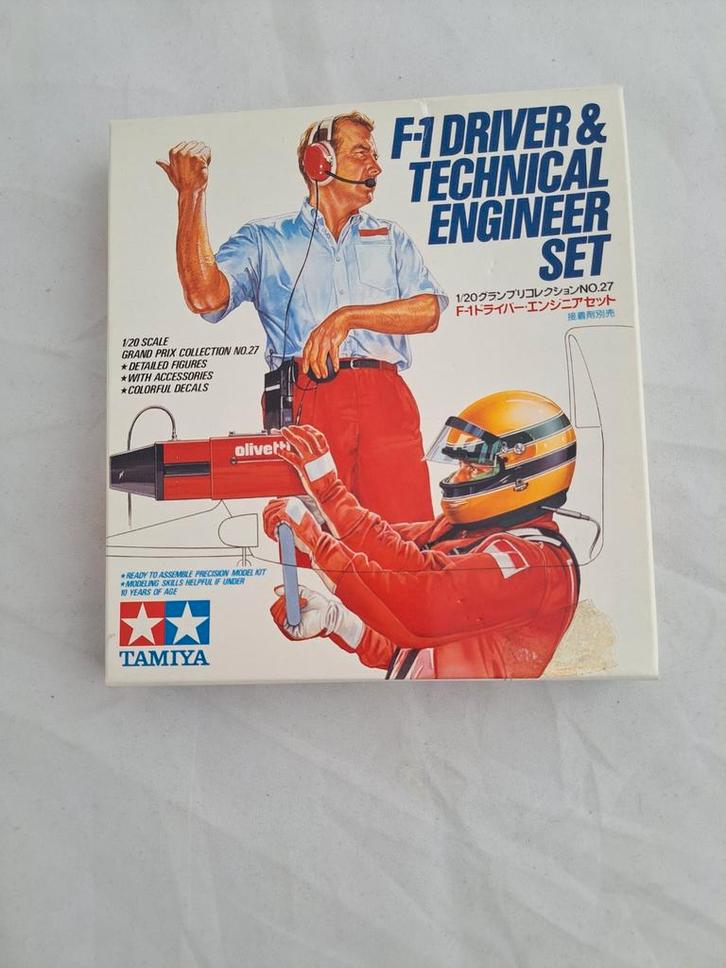 F-1 DRIVER &
TECHNICAL
ENGINEER
SET
1/20グランプリコレクションNO.27
F-1ドライバー・エンジニアセット
接着剤別売
1/20 SCALE
GRAND PRIX COLLECTION NO.27
★DETAILED FIGURES
★WITH ACCESSORIES
★COLORFUL DECALS
olivetti
★READY TO ASSEMBLE PRECISION MODEL KIT
★MODELING SKILLS HELPFUL IF UNDER
10 YEARS OF AGE
TAMIYA